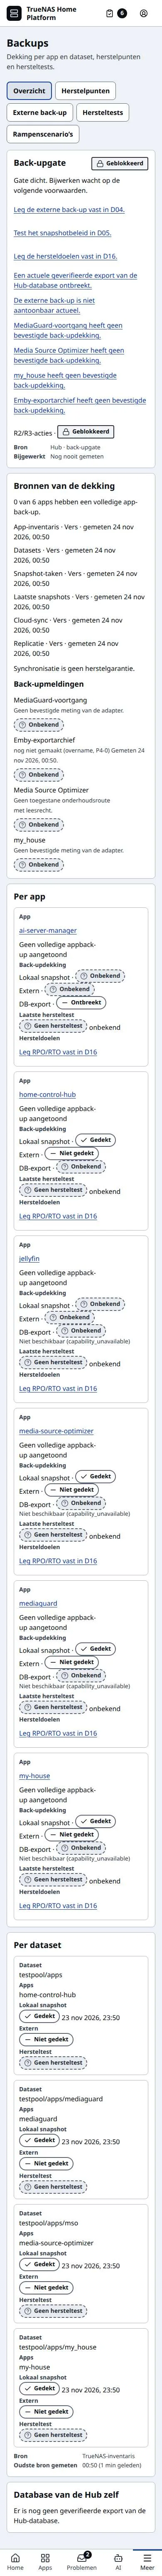 TrueNAS Home
Platform
6
Backups
Dekking per app en dataset, herstelpunten
en hersteltests.
Overzicht
Herstelpunten
Externe back-up
Hersteltests
Rampenscenario's
Back-upgate
Geblokkeerd
Gate dicht. Bijwerken wacht op de
volgende voorwaarden.
Leg de externe back-up vast in D04.
Test het snapshotbeleid in D05.
Leg de hersteldoelen vast in D16.
Een actuele geverifieerde export van de
Hub-database ontbreekt.
De externe back-up is niet
aantoonbaar actueel.
MediaGuard-voortgang heeft geen
bevestigde back-updekking.
Media Source Optimizer heeft geen
bevestigde back-updekking.
my_house heeft geen bevestigde
back-updekking.
Emby-exportarchief heeft geen bevestigde
back-updekking.
R2/R3-acties · Geblokkeerd
Bron Hub · back-upgate
Bijgewerkt Nog nooit gemeten
Bronnen van de dekking
0 van 6 apps hebben een volledige app-
back-up.
App-inventaris · Vers · gemeten 24 nov
2026, 00:50
Datasets · Vers · gemeten 24 nov
2026, 00:50
Snapshot-taken · Vers · gemeten 24 nov
2026, 00:50
Laatste snapshots · Vers · gemeten 24 nov
2026, 00:50
Cloud-sync · Vers · gemeten 24 nov
2026, 00:50
Replicatie · Vers · gemeten 24 nov
2026, 00:50
Synchronisatie is geen herstelgarantie.
Back-upmeldingen
MediaGuard-voortgang
Geen bevestigde meting van de adapter.
Onbekend
Emby-exportarchief
nog niet gemaakt (overname, P4-0) Gemeten 24
nov 2026, 00:50.
Onbekend
Media Source Optimizer
Geen toegestane onderhoudsroute
met leesrecht.
Onbekend
my_house
Geen bevestigde meting van de adapter.
Onbekend
Per app
App
ai-server-manager
Geen volledige appback-
up aangetoond
Back-updekking
Lokaal snapshot · Onbekend
Extern · Onbekend
DB-export · Ontbreekt
Laatste hersteltest
Geen hersteltest onbekend
Hersteldoelen
Leg RPO/RTO vast in D16
App
home-control-hub
Geen volledige appback-
up aangetoond
Back-updekking
Lokaal snapshot · Gedekt
Extern · Niet gedekt
DB-export · Onbekend
Laatste hersteltest
Geen hersteltest onbekend
Hersteldoelen
Leg RPO/RTO vast in D16
App
jellyfin
Geen volledige appback-
up aangetoond
Back-updekking
Lokaal snapshot · Onbekend
Extern · Onbekend
DB-export · Onbekend
Niet beschikbaar (capability_unavailable)
Laatste hersteltest
Geen hersteltest onbekend
Hersteldoelen
Leg RPO/RTO vast in D16
App
media-source-optimizer
Geen volledige appback-
up aangetoond
Back-updekking
Lokaal snapshot · Gedekt
Extern · Niet gedekt
DB-export · Onbekend
Niet beschikbaar (capability_unavailable)
Laatste hersteltest
Geen hersteltest onbekend
Hersteldoelen
Leg RPO/RTO vast in D16
App
mediaguard
Geen volledige appback-
up aangetoond
Back-updekking
Lokaal snapshot · Gedekt
Extern · Niet gedekt
DB-export · Onbekend
Niet beschikbaar (capability_unavailable)
Laatste hersteltest
Geen hersteltest onbekend
Hersteldoelen
Leg RPO/RTO vast in D16
App
my-house
Geen volledige appback-
up aangetoond
Back-updekking
Lokaal snapshot · Gedekt
Extern · Niet gedekt
DB-export · Onbekend
Niet beschikbaar (capability_unavailable)
Laatste hersteltest
Geen hersteltest onbekend
Hersteldoelen
Leg RPO/RTO vast in D16
Per dataset
Dataset
testpool/apps
Apps
home-control-hub
Lokaal snapshot
Gedekt 23 nov 2026, 23:50
Extern
Niet gedekt
Hersteltest
Geen hersteltest
Dataset
testpool/apps/mediaguard
Apps
mediaguard
Lokaal snapshot
Gedekt 23 nov 2026, 23:50
Extern
Niet gedekt
Hersteltest
Geen hersteltest
Dataset
testpool/apps/mso
Apps
media-source-optimizer
Lokaal snapshot
Gedekt 23 nov 2026, 23:50
Extern
Niet gedekt
Hersteltest
Geen hersteltest
Dataset
testpool/apps/my_house
Apps
my-house
Lokaal snapshot
Gedekt 23 nov 2026, 23:50
Extern
Niet gedekt
Hersteltest
Geen hersteltest
Bron TrueNAS-inventaris
Oudste bron gemeten 00:50 (1 min geleden)
Database van de Hub zelf
Er is nog geen geverifieerde export van de
Hub-database.
2
Home Apps Problemen AI Meer